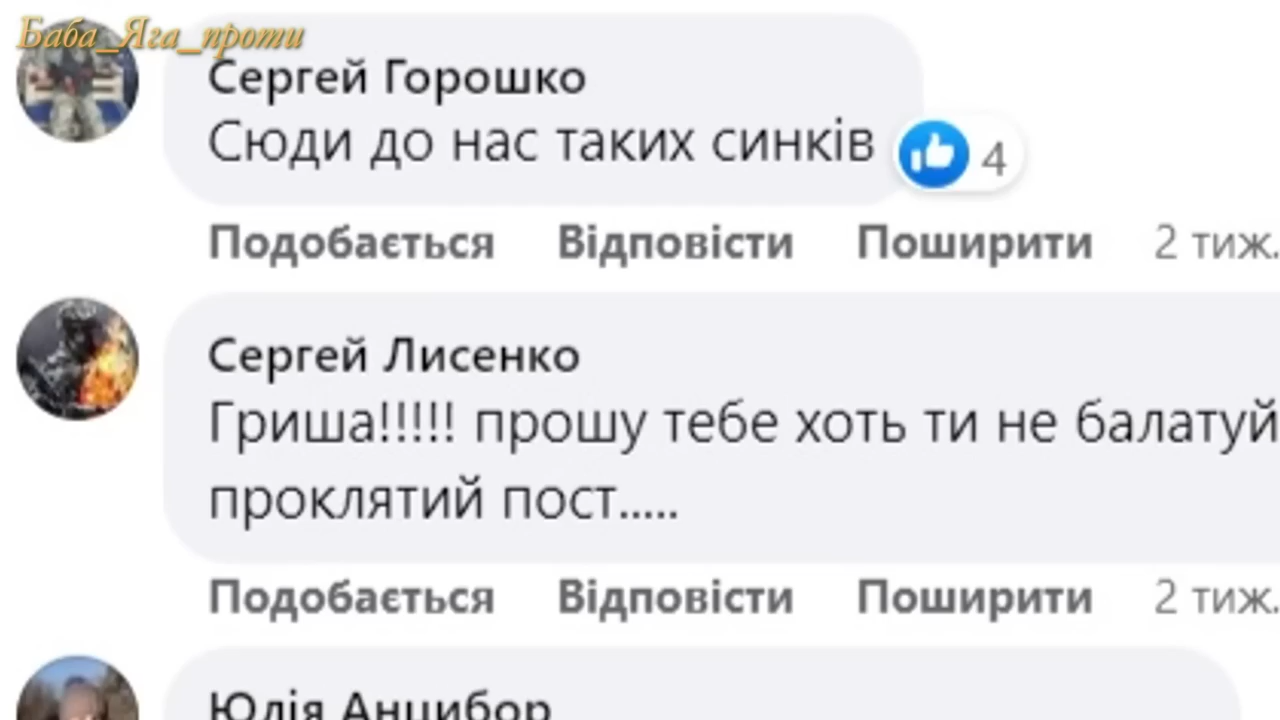 Баба_Яга_проти
Сергей Горошко
Сюди до нас таких синків
4
Подобається Відповісти Поширити 2 тиж.
Сергей Лисенко
Гриша!!!!! прошу тебе хоть ти не балатуй
проклятий пост.....
Подобається Відповісти Поширити 2 тиж.
Юлія Анцибор